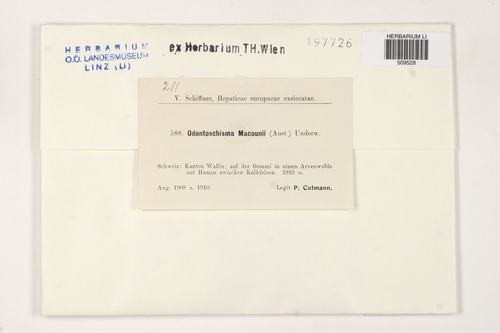 HERBARIUM
O.Ö. LANDESMUSEUM
LINZ (LI)
ex Herbarium TH.Wien
197726
HERBARIUM LI
509528
211
V. Schiffner, Hepaticae europaeae exsiccatae.
588. Odontoschisma Macounii (Aust.) Underw.
Schweiz: Kanton Wallis; auf der Gemmi in einem Arvenwalde
auf Humus zwischen Kalkfelsen. 1910 m.
Aug. 1908 u. 1910. Legit P. Culmann.